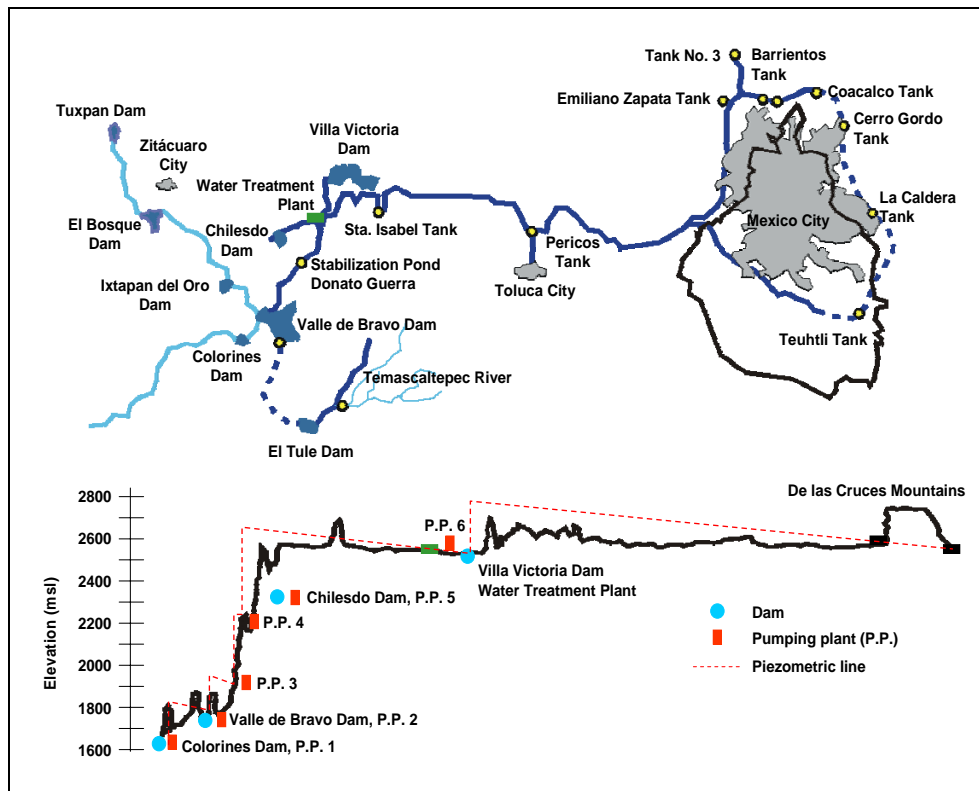 Tank No. 3
Barrientos
Tank
Emiliano Zapata Tank
Coacalco Tank
Cerro Gordo
Tank
Tuxpan Dam
Zitácuaro
City
Villa Victoria
Dam
Water Treatment
Plant
El Bosque
Dam
Chilesdo
Dam
Sta. Isabel Tank
La Caldera
Tank
Mexico City
Pericos
Tank
Stabilization Pond
Donato Guerra
Toluca City
Ixtapan del Oro
Dam
Valle de Bravo Dam
Teuhtli Tank
Colorines
Dam
Temascaltepec River
El Tule Dam
Elevation (msl)
2800
2600
2400
2200
2000
1800
1600
De las Cruces Mountains
P.P. 6
Villa Victoria Dam
Water Treatment Plant
Chilesdo Dam, P.P. 5
P.P. 4
P.P. 3
Valle de Bravo Dam, P.P. 2
Colorines Dam, P.P. 1
Dam
Pumping plant (P.P.)
Piezometric line